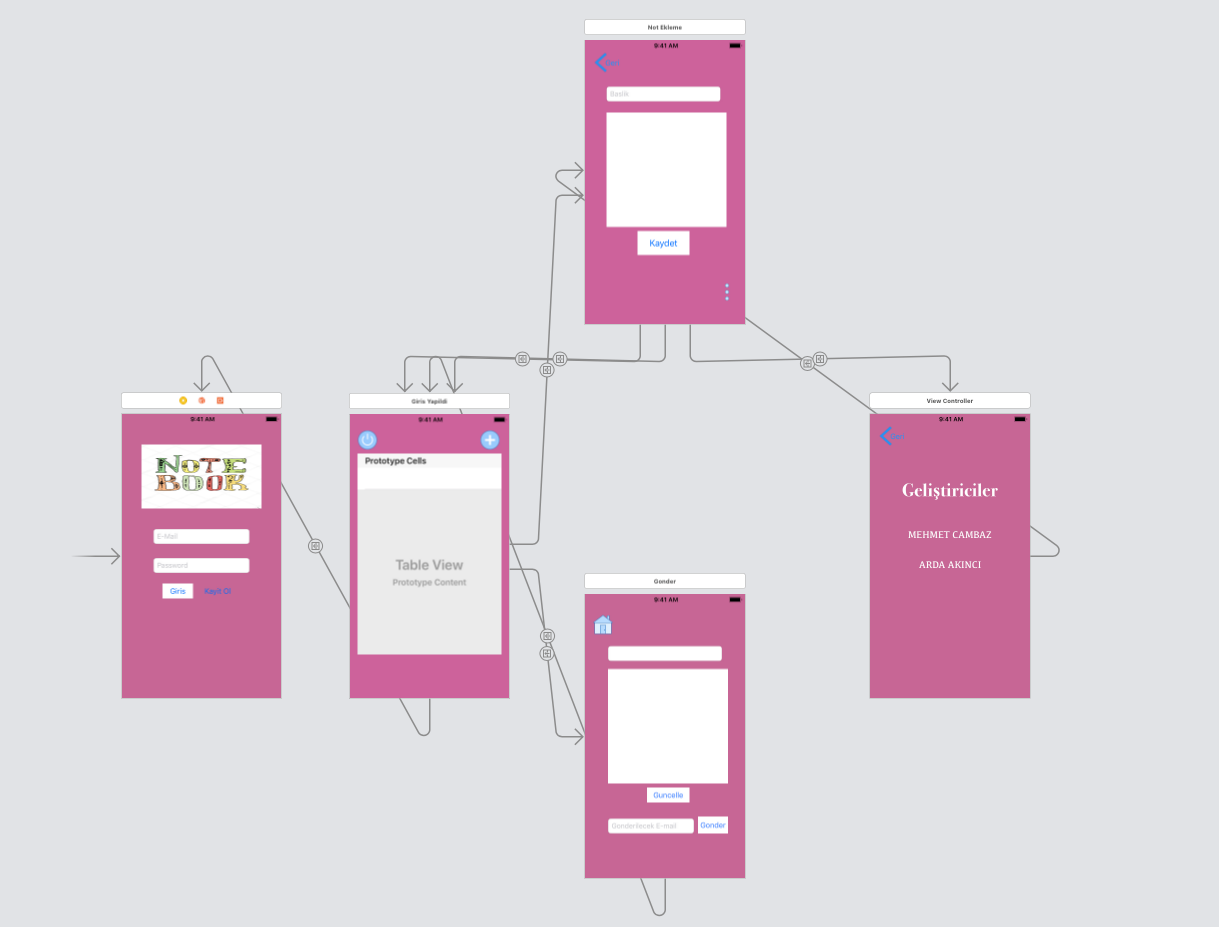 Not Ekleme
9:41 AM
Geri
Baslik
Kaydet
9:41 AM
NOTE
BOOK
E-Mail
Password
Giris
Kayit Ol
Giris Yapildi
9:41 AM
Prototype Cells
Table View
Prototype Content
View Controller
9:41 AM
Geri
Geliştiriciler
MEHMET CAMBAZ
ARDA AKINCI
Gonder
9:41 AM
Guncelle
Gonderilecek E-mail
Gonder